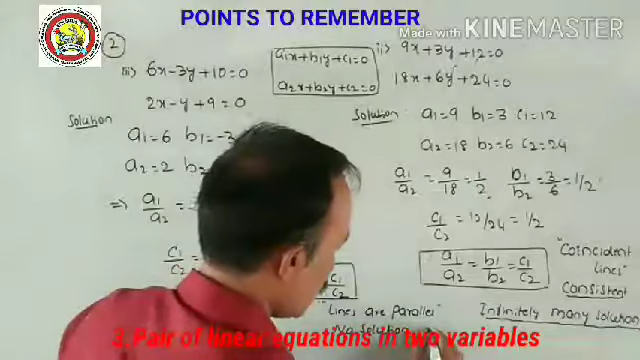 POINTS TO REMEMBER
Made with KINEMASTER
2
iii) 6x-3y+10=0
2x-y+9=0
Solution
a1=6 b1=-3
a2=2 b2
=> a1/a2 =
c1/c2 =
c1/c2
Lines are parallel"
No Solution
a1x+b1y+c1=0
a2x+b2y+c2=0
ii) 9x+3y+12=0
18x+6y+24=0
Solution: a1=9 b1=3 c1=12
a2=18 b2=6 c2=24
a1/a2 = 9/18 = 1/2, b1/b2 = 3/6 = 1/2
c1/c2 = 12/24 = 1/2
a1/a2 = b1/b2 = c1/c2
"Coincident
lines"
Consistent
Infinitely many solution
3.Pair of linear equations in two variables